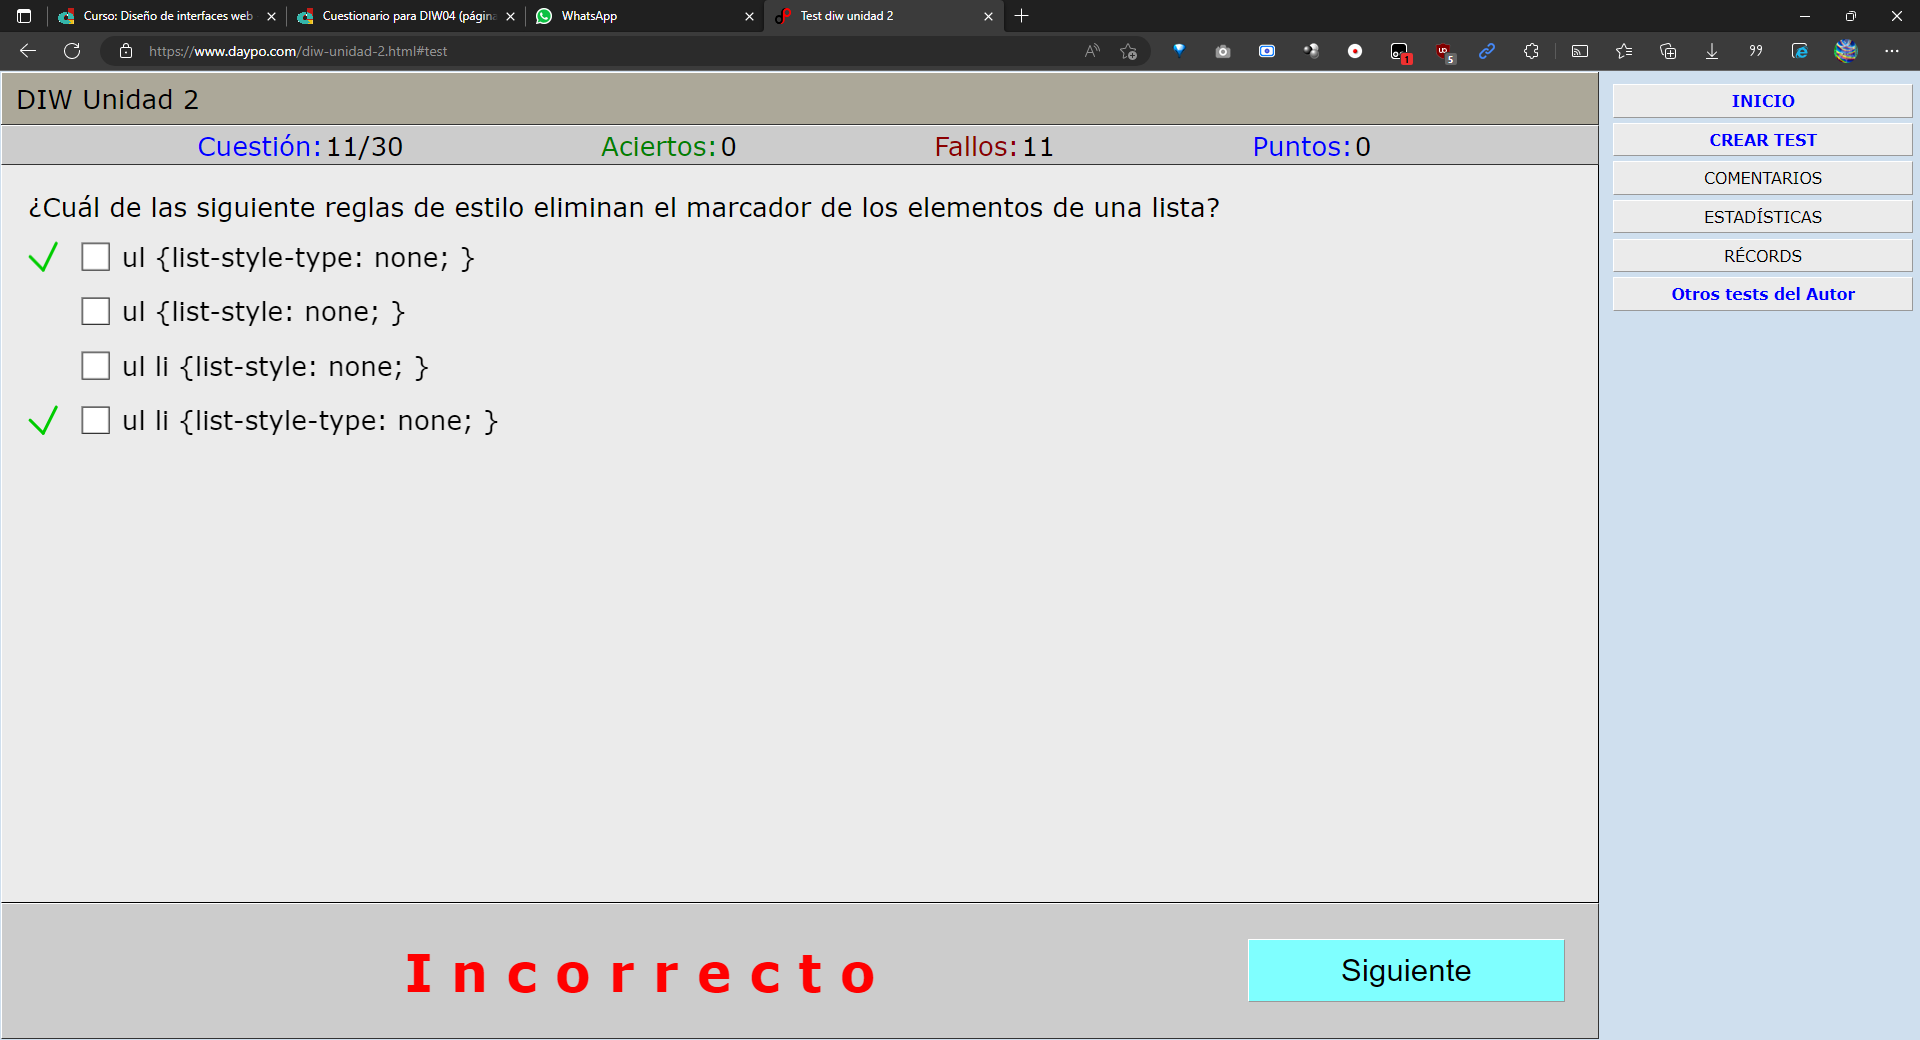 Curso: Diseño de interfaces web
Cuestionario para DIW04 (página
WhatsApp
Test diw unidad 2
https://www.daypo.com/diw-unidad-2.html#test
1
5
DIW Unidad 2
Cuestión: 11/30
Aciertos: 0
Fallos: 11
Puntos: 0
¿Cuál de las siguiente reglas de estilo eliminan el marcador de los elementos de una lista?
ul {list-style-type: none; }
ul {list-style: none; }
ul li {list-style: none; }
ul li {list-style-type: none; }
Incorrecto
Siguiente
INICIO
CREAR TEST
COMENTARIOS
ESTADÍSTICAS
RÉCORDS
Otros tests del Autor